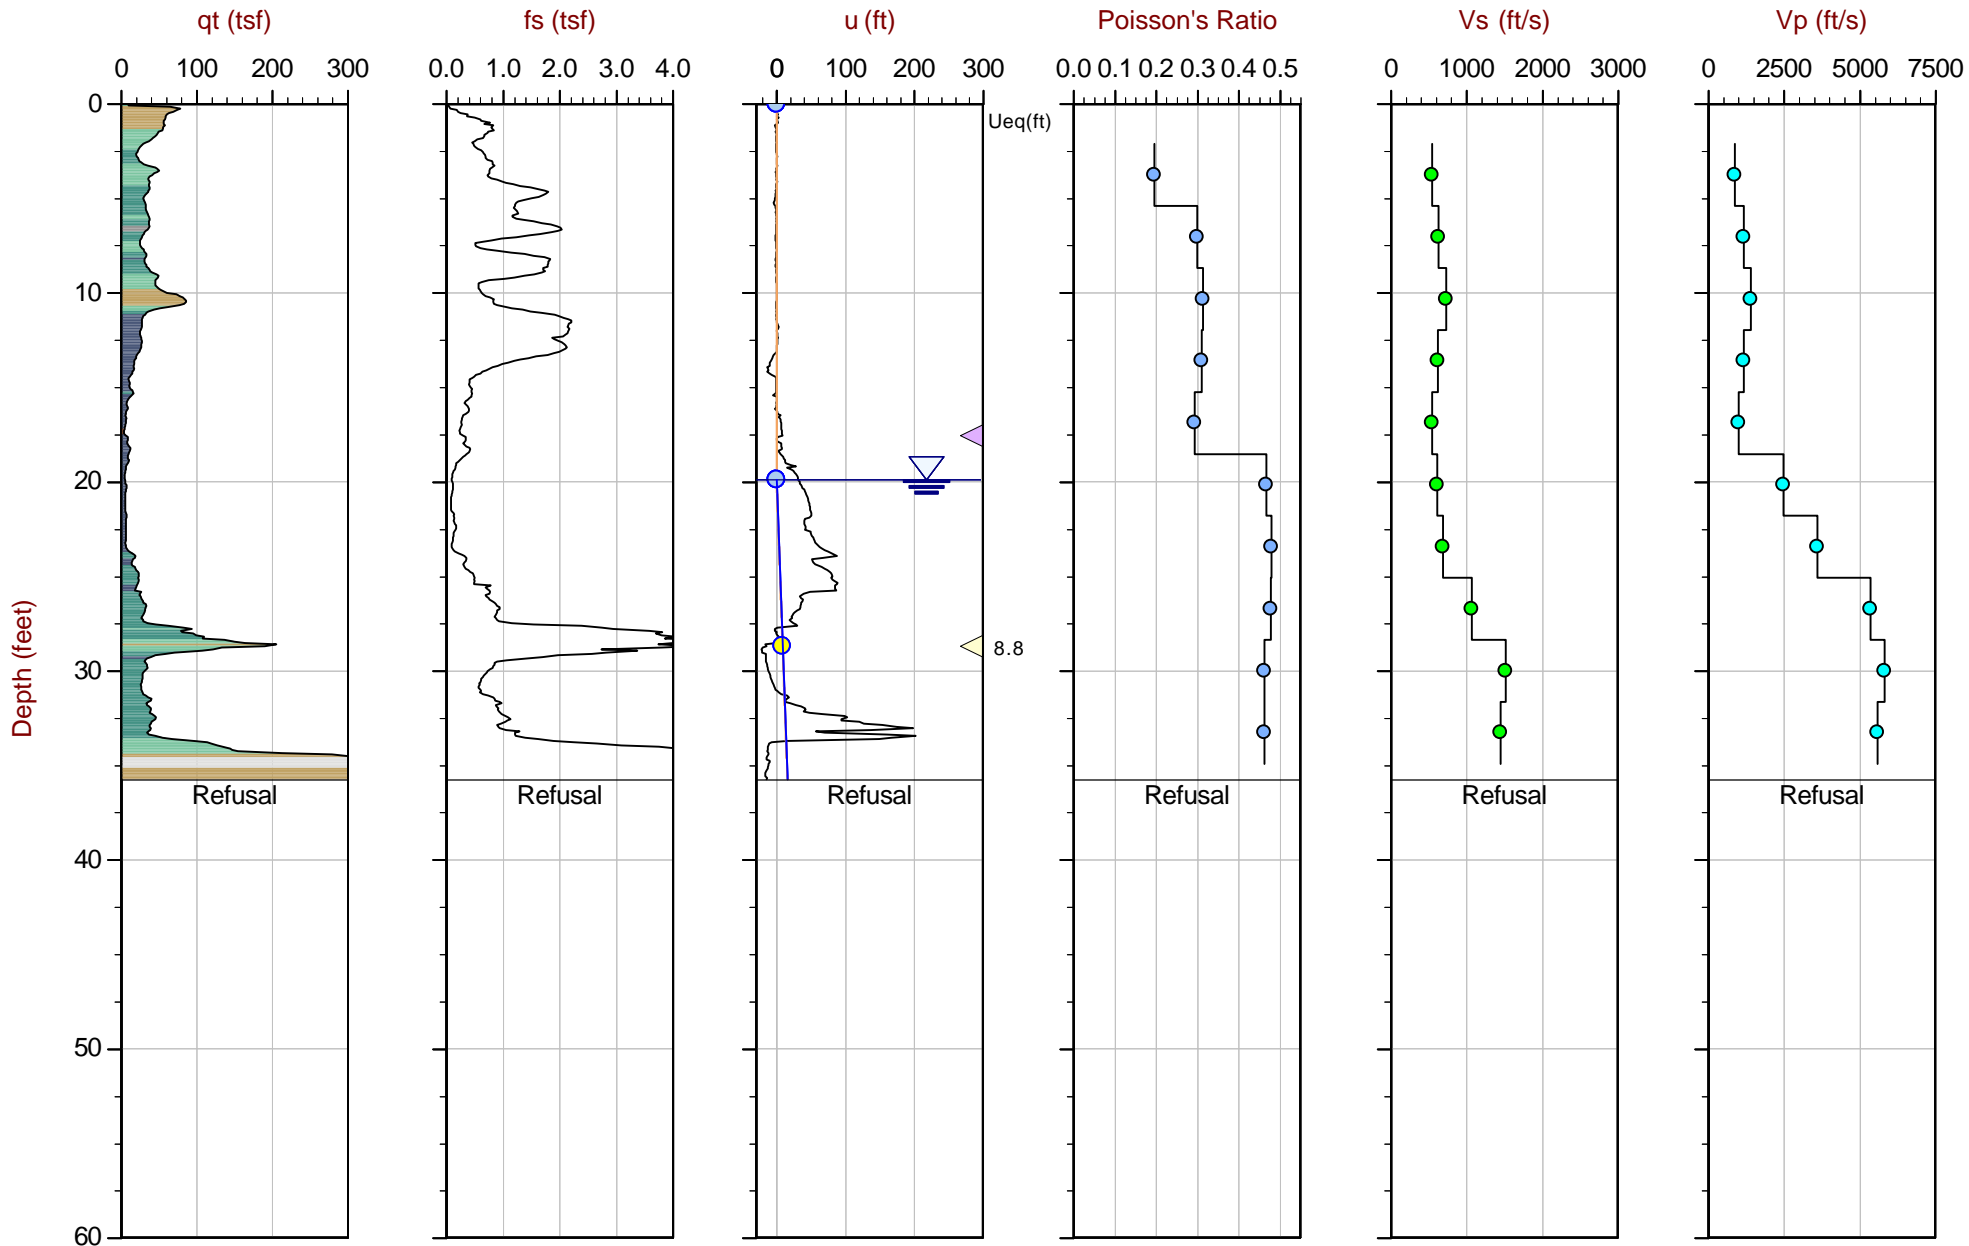 qt (tsf) fs (tsf) u (ft) Poisson's Ratio Vs (ft/s) Vp (ft/s)
0 100 200 300 0.0 1.0 2.0 3.0 4.0 0 100 200 300 0.0 0.1 0.2 0.3 0.4 0.5 0 1000 2000 3000 0 2500 5000 7500
0
Ueq(ft)
10
20
8.8
30
Depth (feet)
Refusal Refusal Refusal Refusal Refusal Refusal
40
50
60